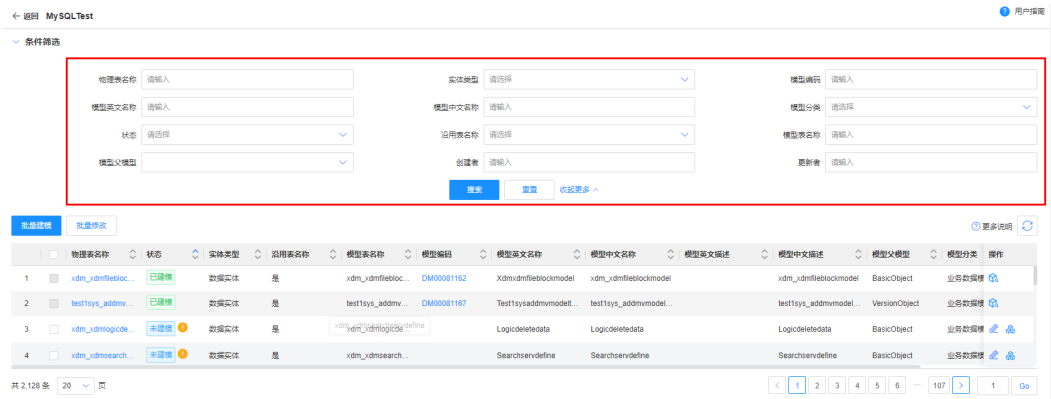 ← 返回 MySQLTest ? 用户指南
条件筛选
物理表名称 请输入 实体类型 请选择 模型编码 请输入
模型英文名称 请输入 模型中文名称 请输入 模型分类 请选择
状态 请选择 沿用表名称 请选择 模型表名称 请输入
模型父模型 创建者 请输入 更新者 请输入
搜索 重置 收起更多
批量建模 批量修改 ? 更多说明
物理表名称 状态 实体类型 沿用表名称 模型表名称 模型编码 模型英文名称 模型中文名称 模型英文描述 模型中文描述 模型父模型 模型分类 操作
1 xdm_xdmfilebloc... 已建模 数据实体 是 xdm_xdmfilebloc... DM00081162 Xdmxdmfileblockmodel xdm_xdmfileblockmodel xdm_xdmfileblockmodel BasicObject 业务数据模
2 test1sys_addmv... 已建模 数据实体 是 test1sys_addmv... DM00081167 Testsysaddmvmodelt... test1sys_addmvmodel... test1sys_addmvmodel... VersionObject 业务数据模
3 xdm_xdmlogicde... 未建模 数据实体 是 xdm_xdmlogicde... Logicdeletedata Logicdeletedata Logicdeletedata BasicObject 业务数据模
xdm_xdmsearchservdefine
4 xdm_xdmsearch... 未建模 数据实体 是 xdm_xdmsearch... Searchservdefine Searchservdefine Searchservdefine BasicObject 业务数据模
共 2,128 条 20 页 < 1 2 3 4 5 6 ... 107 > 1 Go